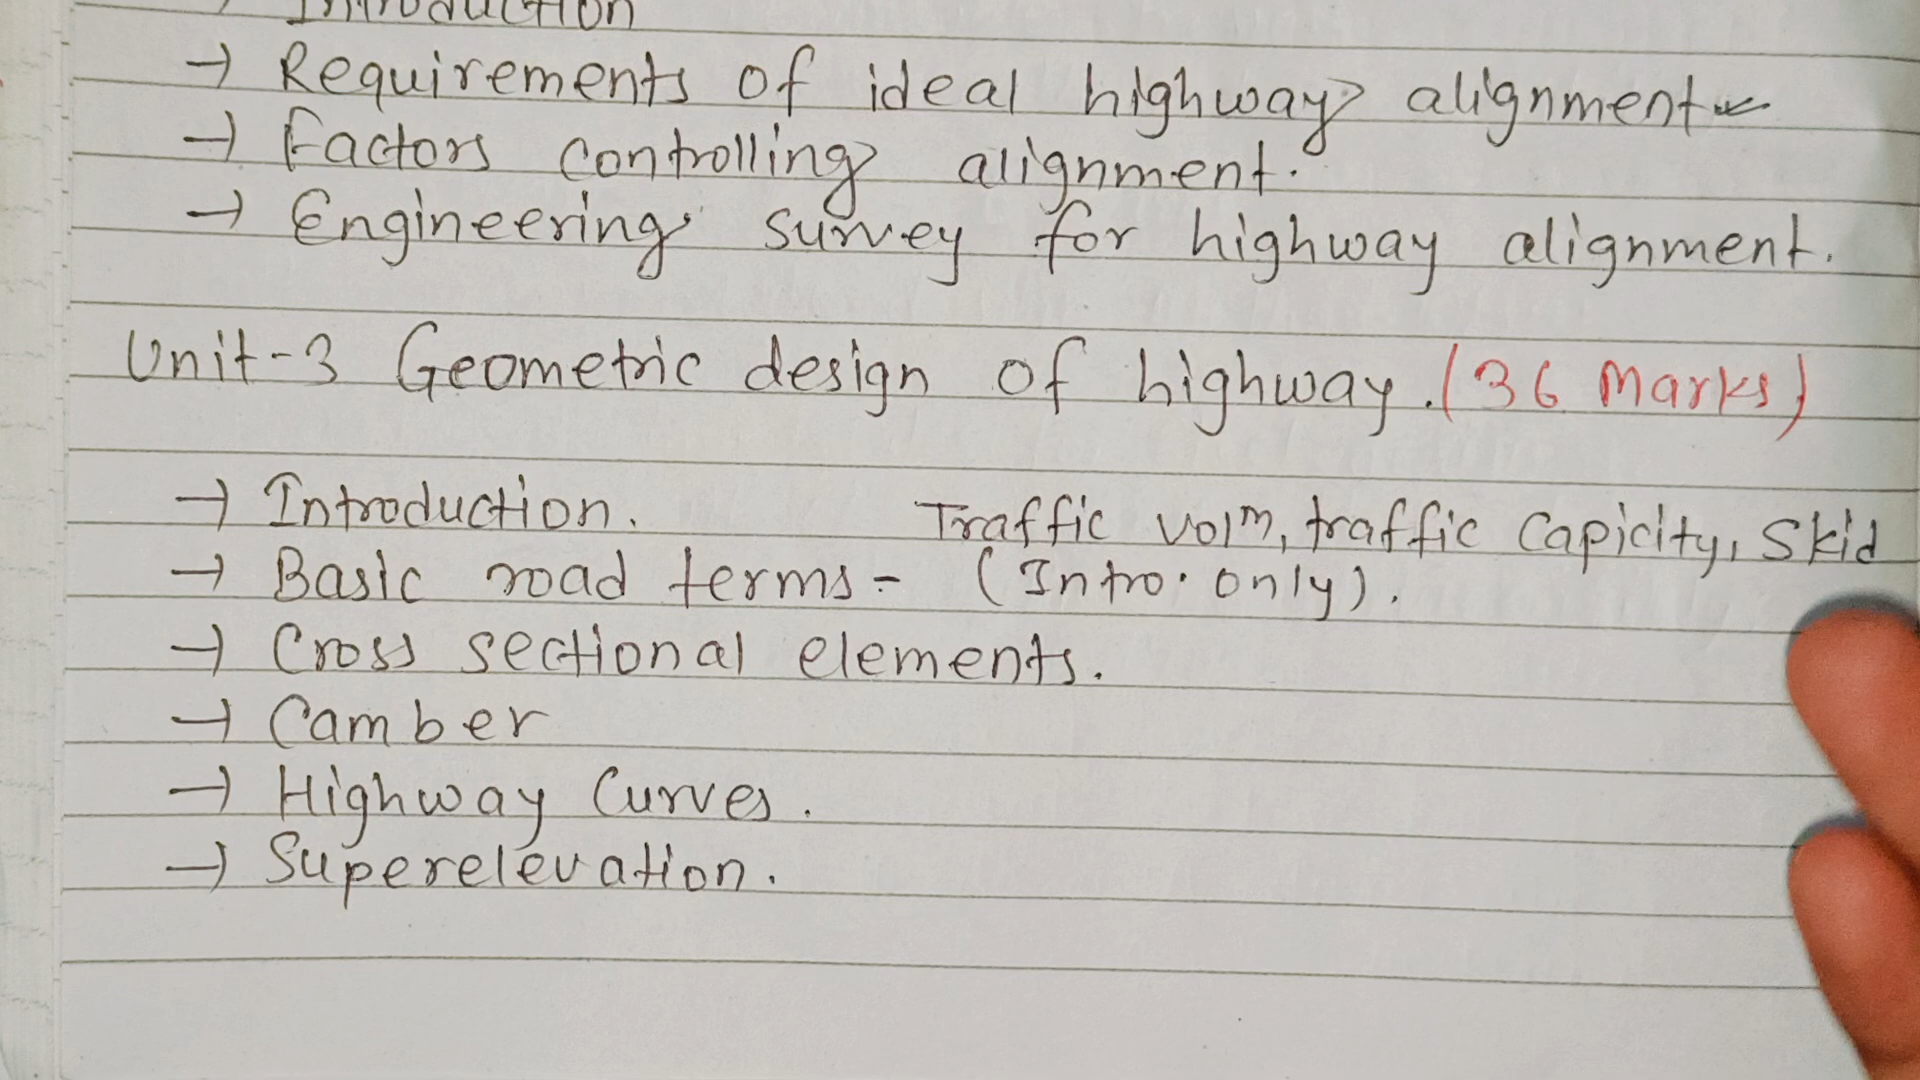 → Introduction
→ Requirements of ideal highway alignment
→ Factors controlling alignment.
→ Engineering survey for highway alignment.
Unit-3 Geometric design of highway. (36 Marks)
→ Introduction.
Traffic volm, traffic Capicity, Skid
→ Basic road terms - (Intro. only).
→ Cross sectional elements.
→ Camber
→ Highway Curves.
→ Superelevation.